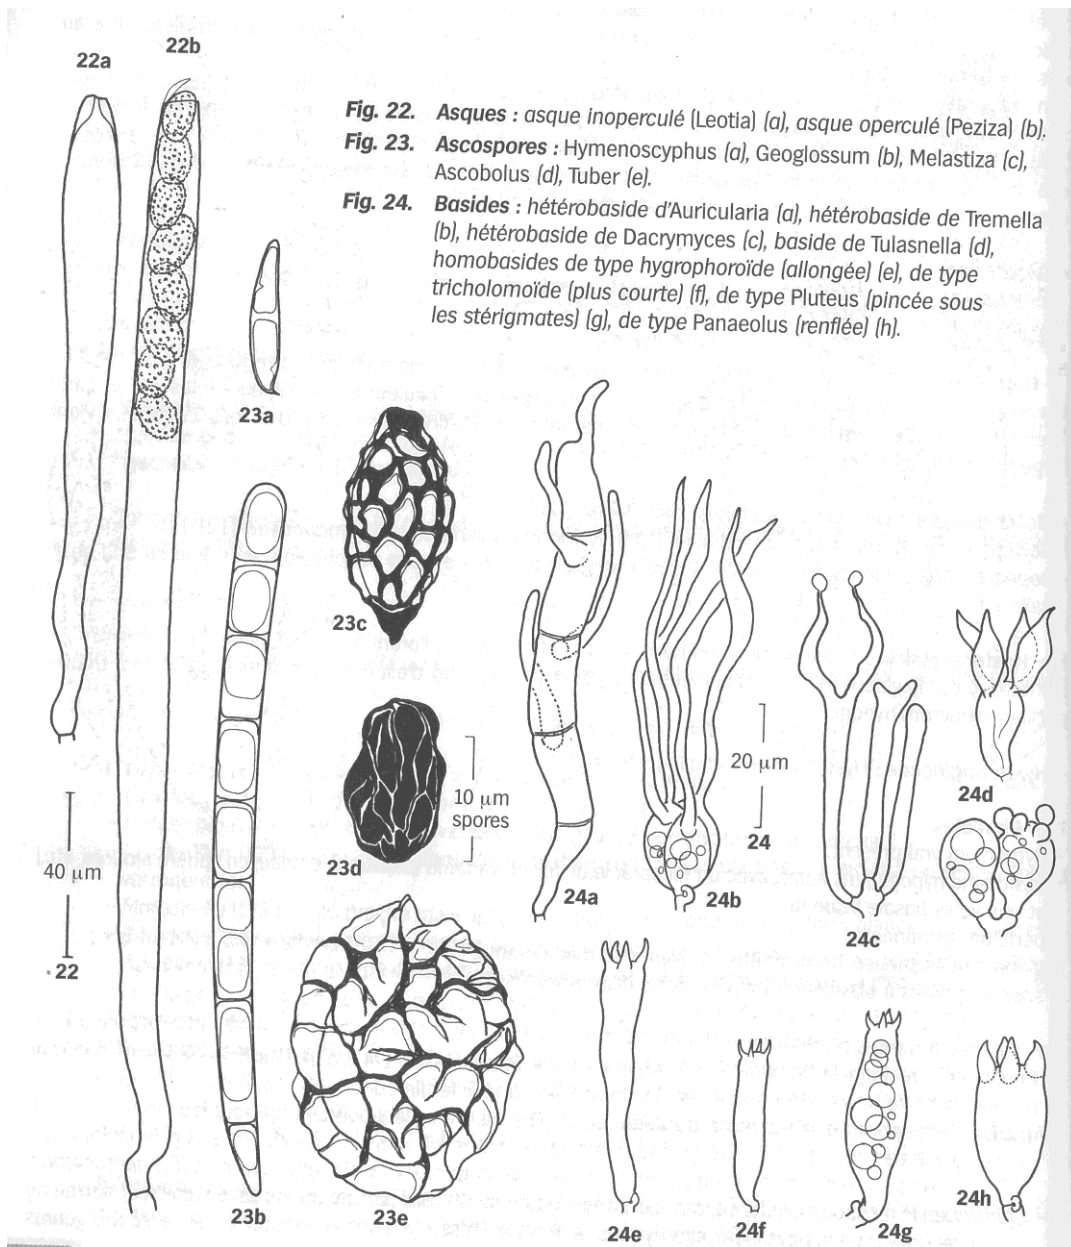 22a
22b
Fig. 22. Asques : asque inoperculé (Leotia) (a), asque operculé (Peziza) (b).
Fig. 23. Ascospores : Hymenoscyphus (a), Geoglossum (b), Melastiza (c),
Ascobolus (d), Tuber (e).
Fig. 24. Basides : hétérobaside d'Auricularia (a), hétérobaside de Tremella
(b), hétérobaside de Dacrymyces (c), baside de Tulasnella (d),
homobasides de type hygrophoroïde (allongée) (e), de type
tricholomoïde (plus courte) (f), de type Pluteus (pincée sous
les stérigmates) (g), de type Panaeolus (renflée) (h).
23a
23c
20 µm
24d
10 µm
spores
24
23d
40 µm
24a
24b
24c
22
24h
23b
23e
24e
24f
24g